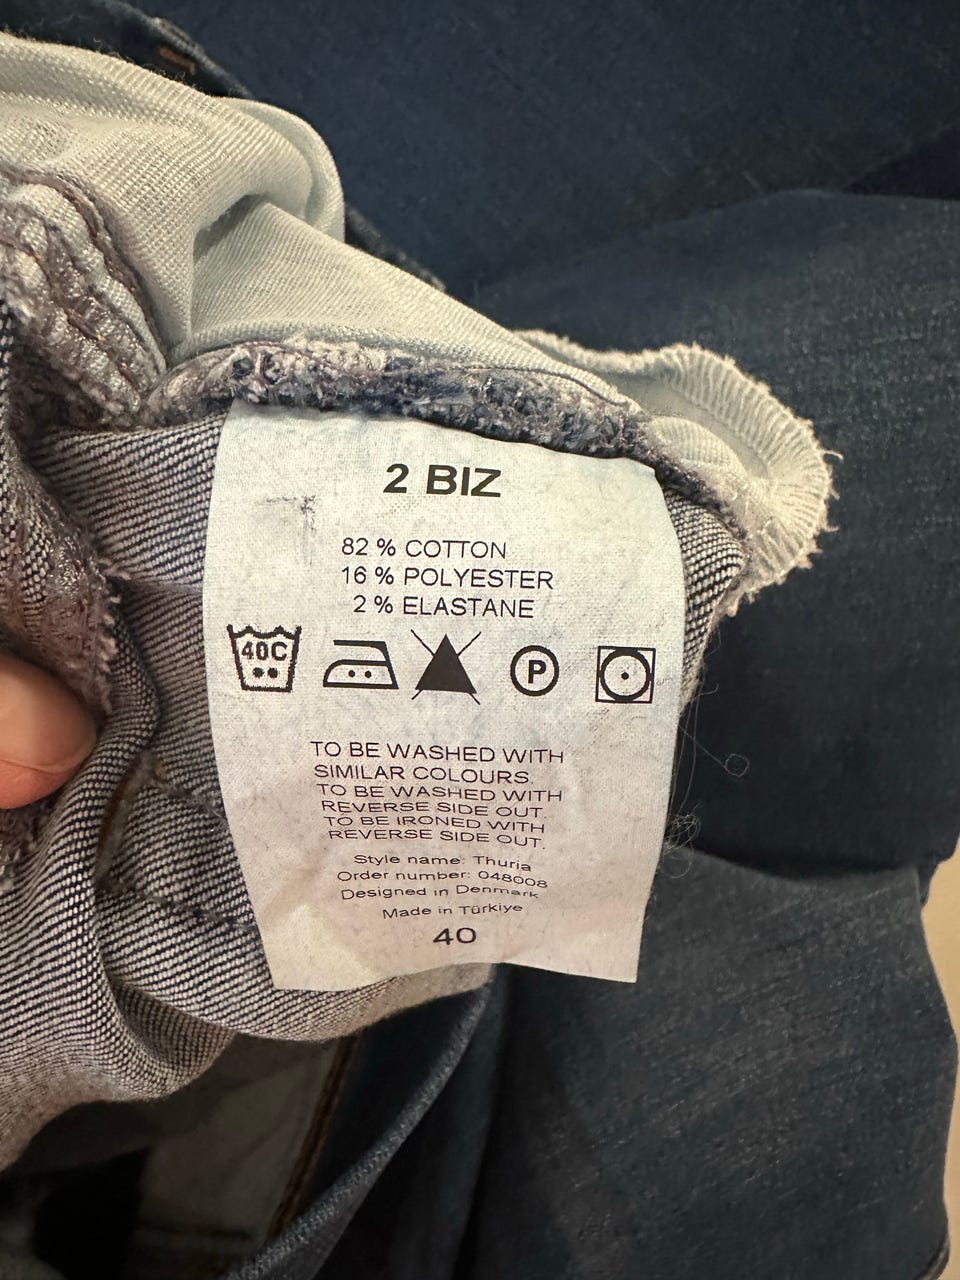 2 BIZ
82 % COTTON
16 % POLYESTER
2 % ELASTANE
40C P
TO BE WASHED WITH
SIMILAR COLOURS.
TO BE WASHED WITH
REVERSE SIDE OUT.
TO BE IRONED WITH
REVERSE SIDE OUT.
Style name: Thuria
Order number: 048008
Designed in Denmark
Made in Türkiye
40